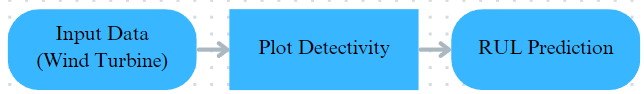 Input Data
(Wind Turbine)
Plot Detectivity
RUL Prediction